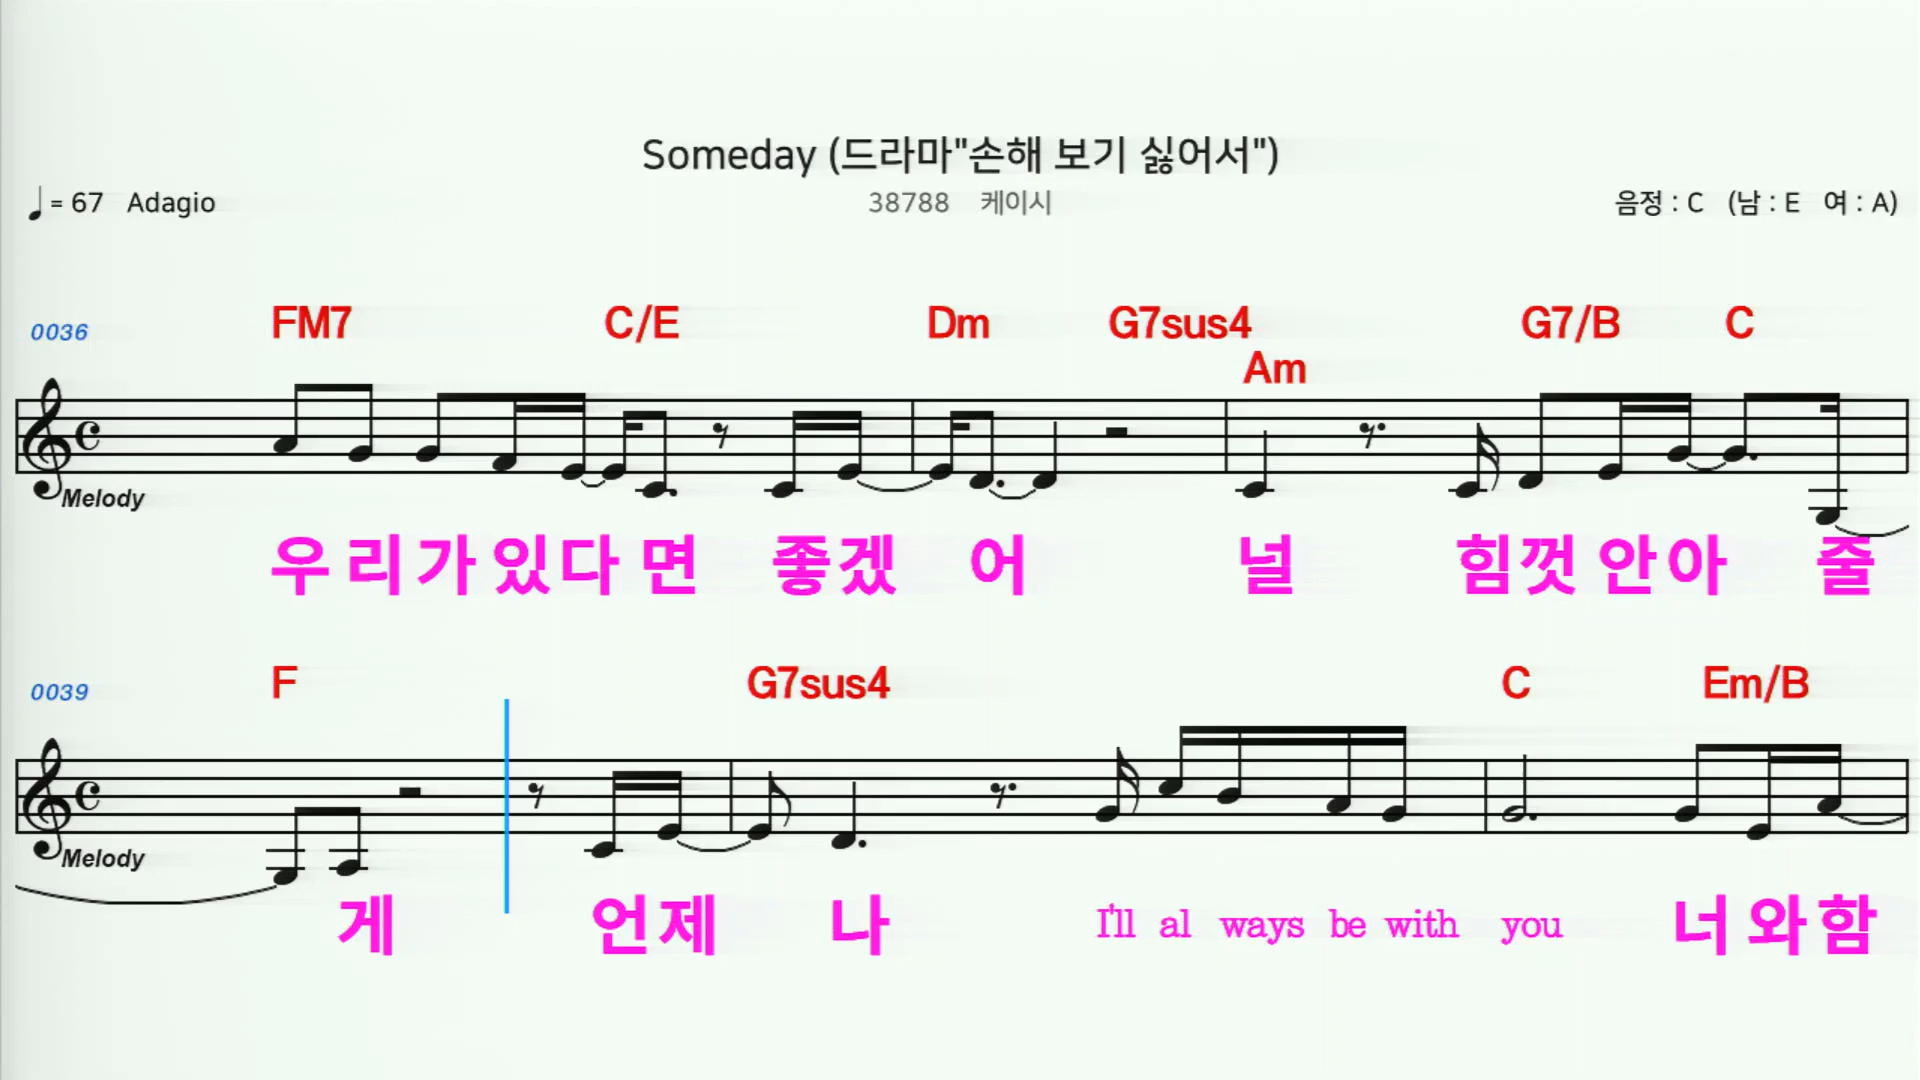 Someday (드라마"손해 보기 싫어서")
= 67 Adagio
38788 케이시
음정 : C (남 : E 여 : A)
0036
FM7 C/E Dm G7sus4 Am G7/B C
Melody
우 리 가 있 다 면 좋 겠 어 널 힘 껏 안 아 줄
0039
F G7sus4 C Em/B
Melody
게 언 제 나 I'll al ways be with you 너 와 함